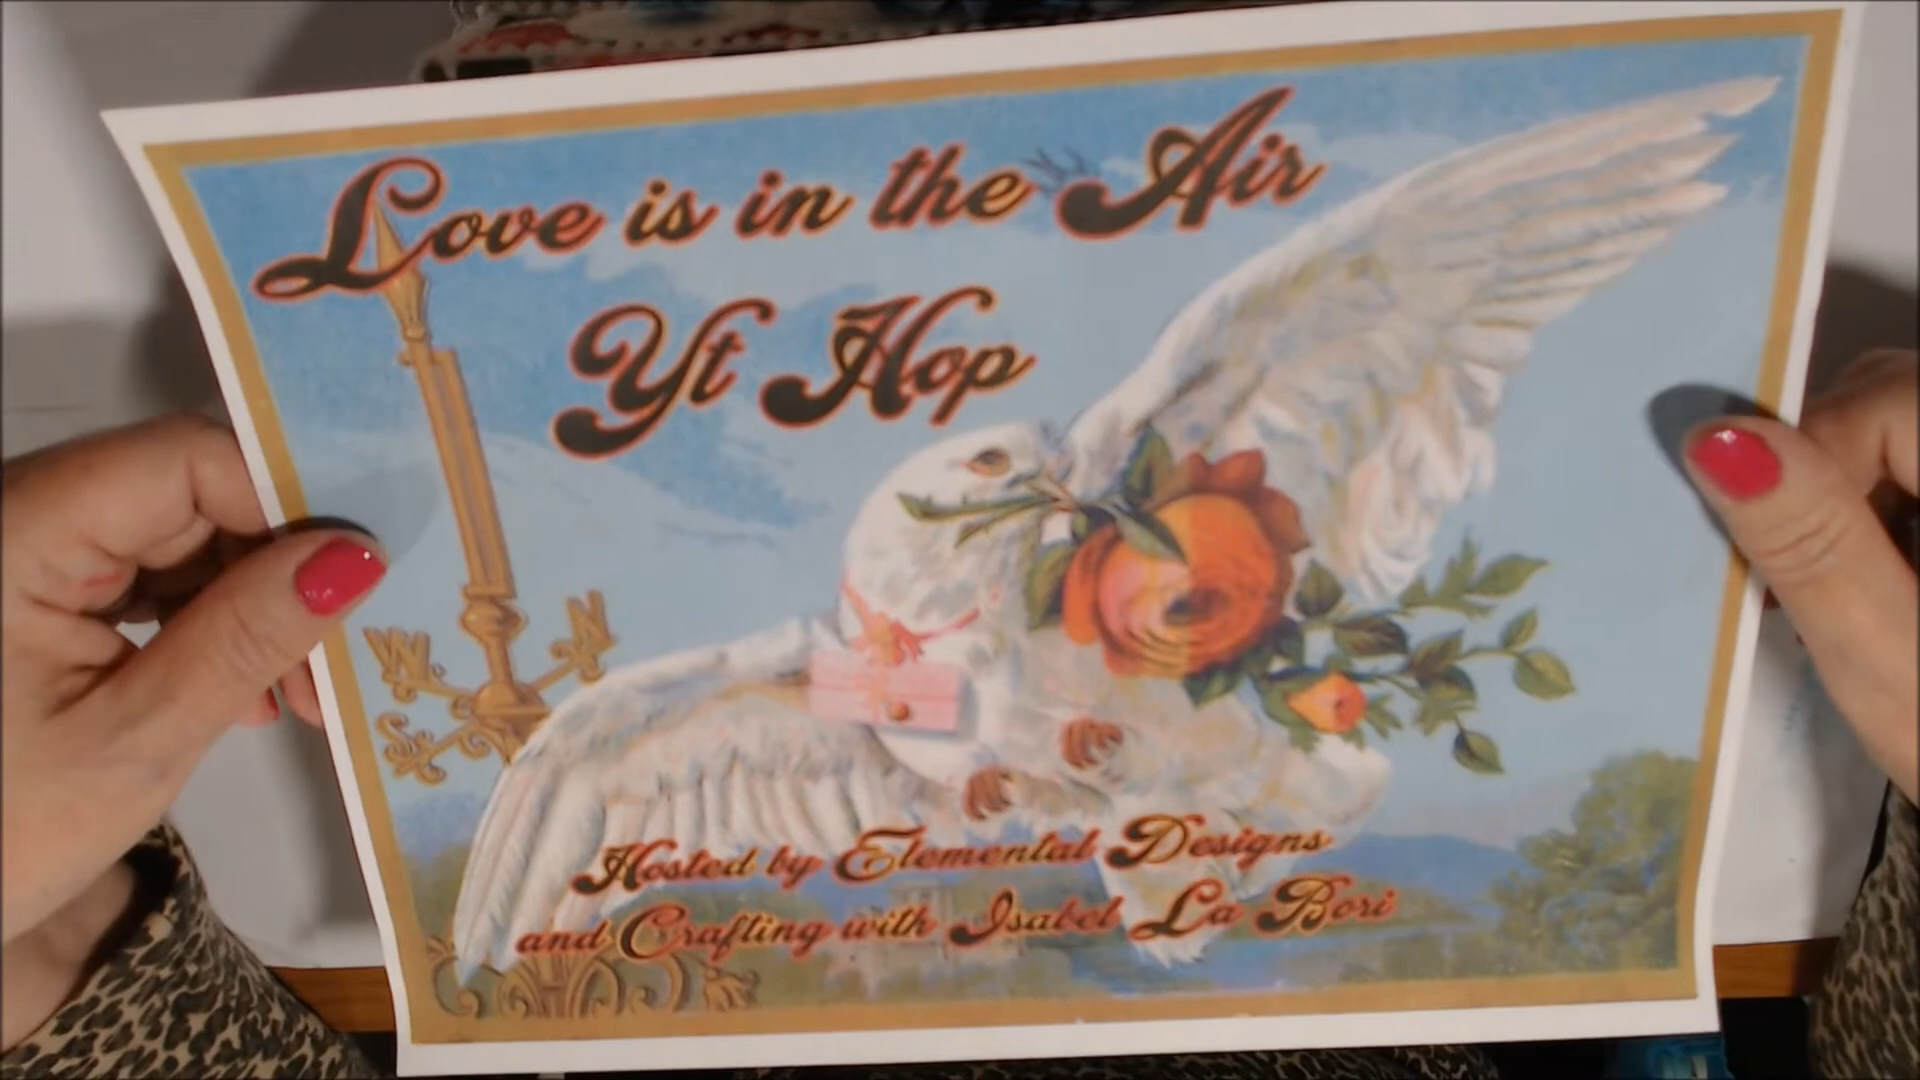 Love is in the Air
Yt Hop
W N
S
Hosted by Elemental Designs
and Crafting with Isabel La Bori